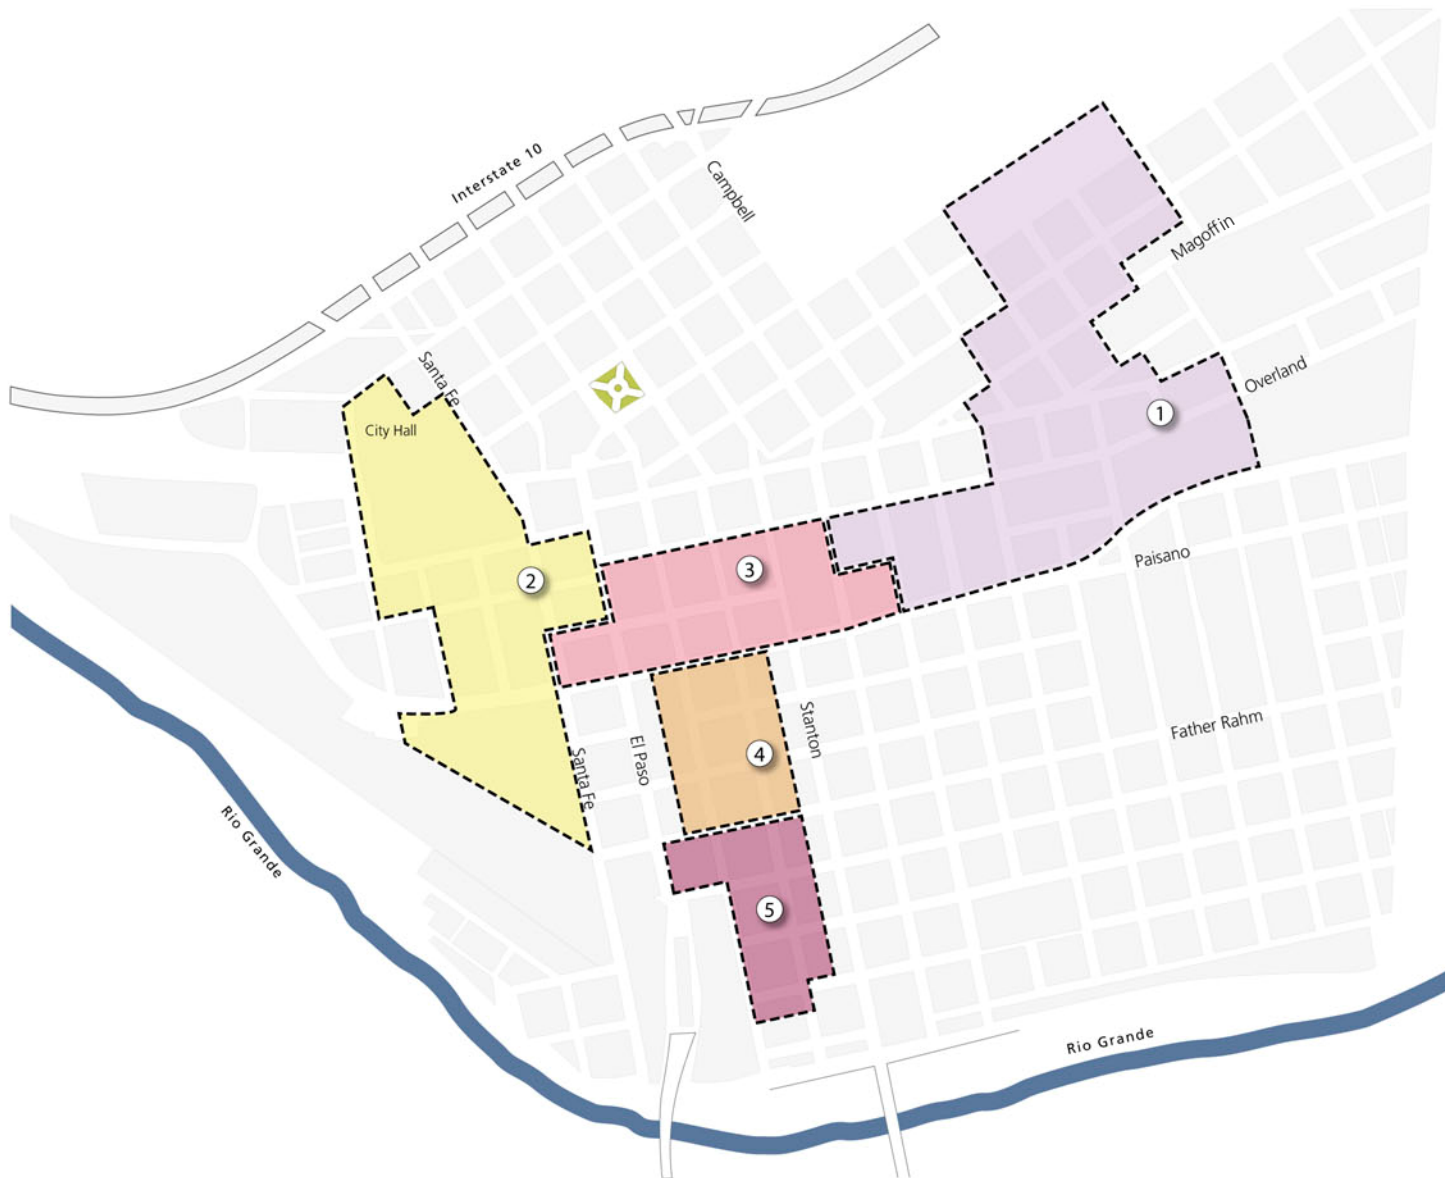 Interstate 10
Campbell
Magoffin
Santa Fe
Overland
1
City Hall
Paisano
3
2
Stanton
Father Rahm
El Paso
4
Santa Fe
Rio Grande
5
Rio Grande